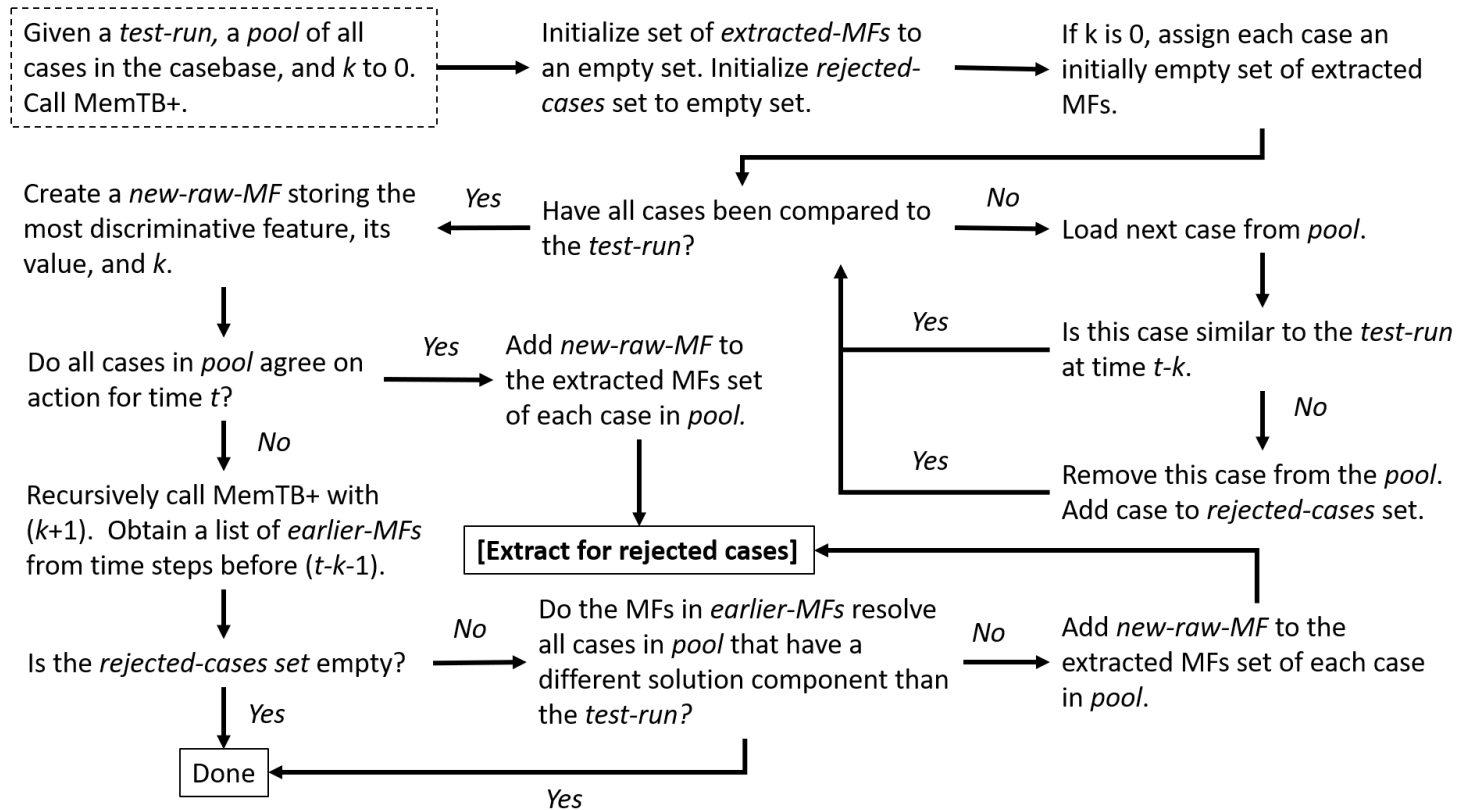 Given a test-run, a pool of all
cases in the casebase, and k to 0.
Call MemTB+.
Initialize set of extracted-MFs to
an empty set. Initialize rejected-
cases set to empty set.
If k is 0, assign each case an
initially empty set of extracted
MFs.
Create a new-raw-MF storing the
most discriminative feature, its
value, and k.
Yes
Have all cases been compared to
the test-run?
No
Load next case from pool.
Do all cases in pool agree on
action for time t?
Yes
Add new-raw-MF to
the extracted MFs set
of each case in pool.
Yes
Is this case similar to the test-run
at time t-k.
No
No
Recursively call MemTB+ with
(k+1). Obtain a list of earlier-MFs
from time steps before (t-k-1).
Yes
Remove this case from the pool.
Add case to rejected-cases set.
[Extract for rejected cases]
Is the rejected-cases set empty?
No
Do the MFs in earlier-MFs resolve
all cases in pool that have a
different solution component than
the test-run?
No
Add new-raw-MF to the
extracted MFs set of each case
in pool.
Yes
Done
Yes